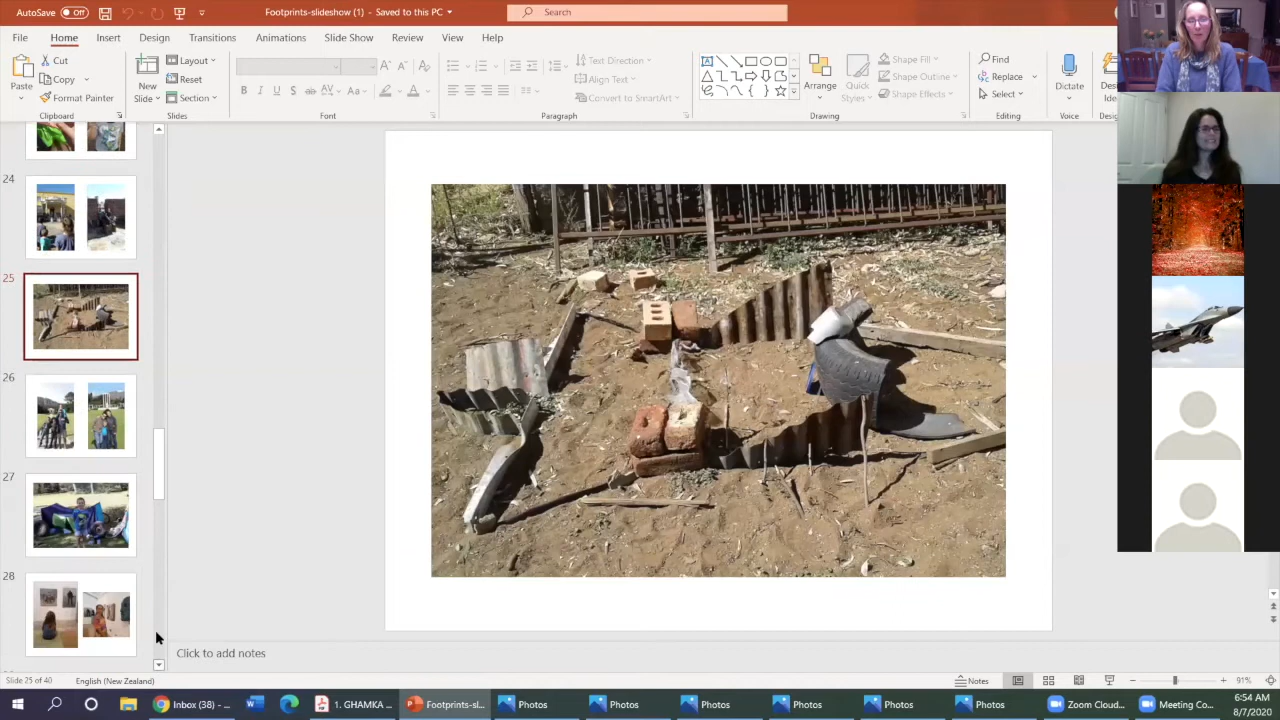 AutoSave Off Footprints-slideshow (1) - Saved to this PC Search
File Home Insert Design Transitions Animations Slide Show Review View Help
Paste Cut Copy Format Painter Clipboard
New Slide Layout Reset Section Slides
B I U S ab AV Aa A Font
Text Direction Align Text Convert to SmartArt Paragraph
Arrange Quick Styles Shape Fill Shape Outline Shape Effects Drawing
Find Replace Select Editing
Dictate Voice
24
25
26
27
28
Click to add notes
Slide 25 of 40 English (New Zealand) Notes 91%
Inbox (38) - ... 1. GHAMKA ... Footprints-sl... Photos Photos Photos Photos Photos Photos Zoom Cloud... Meeting Co...
6:54 AM
8/7/2020